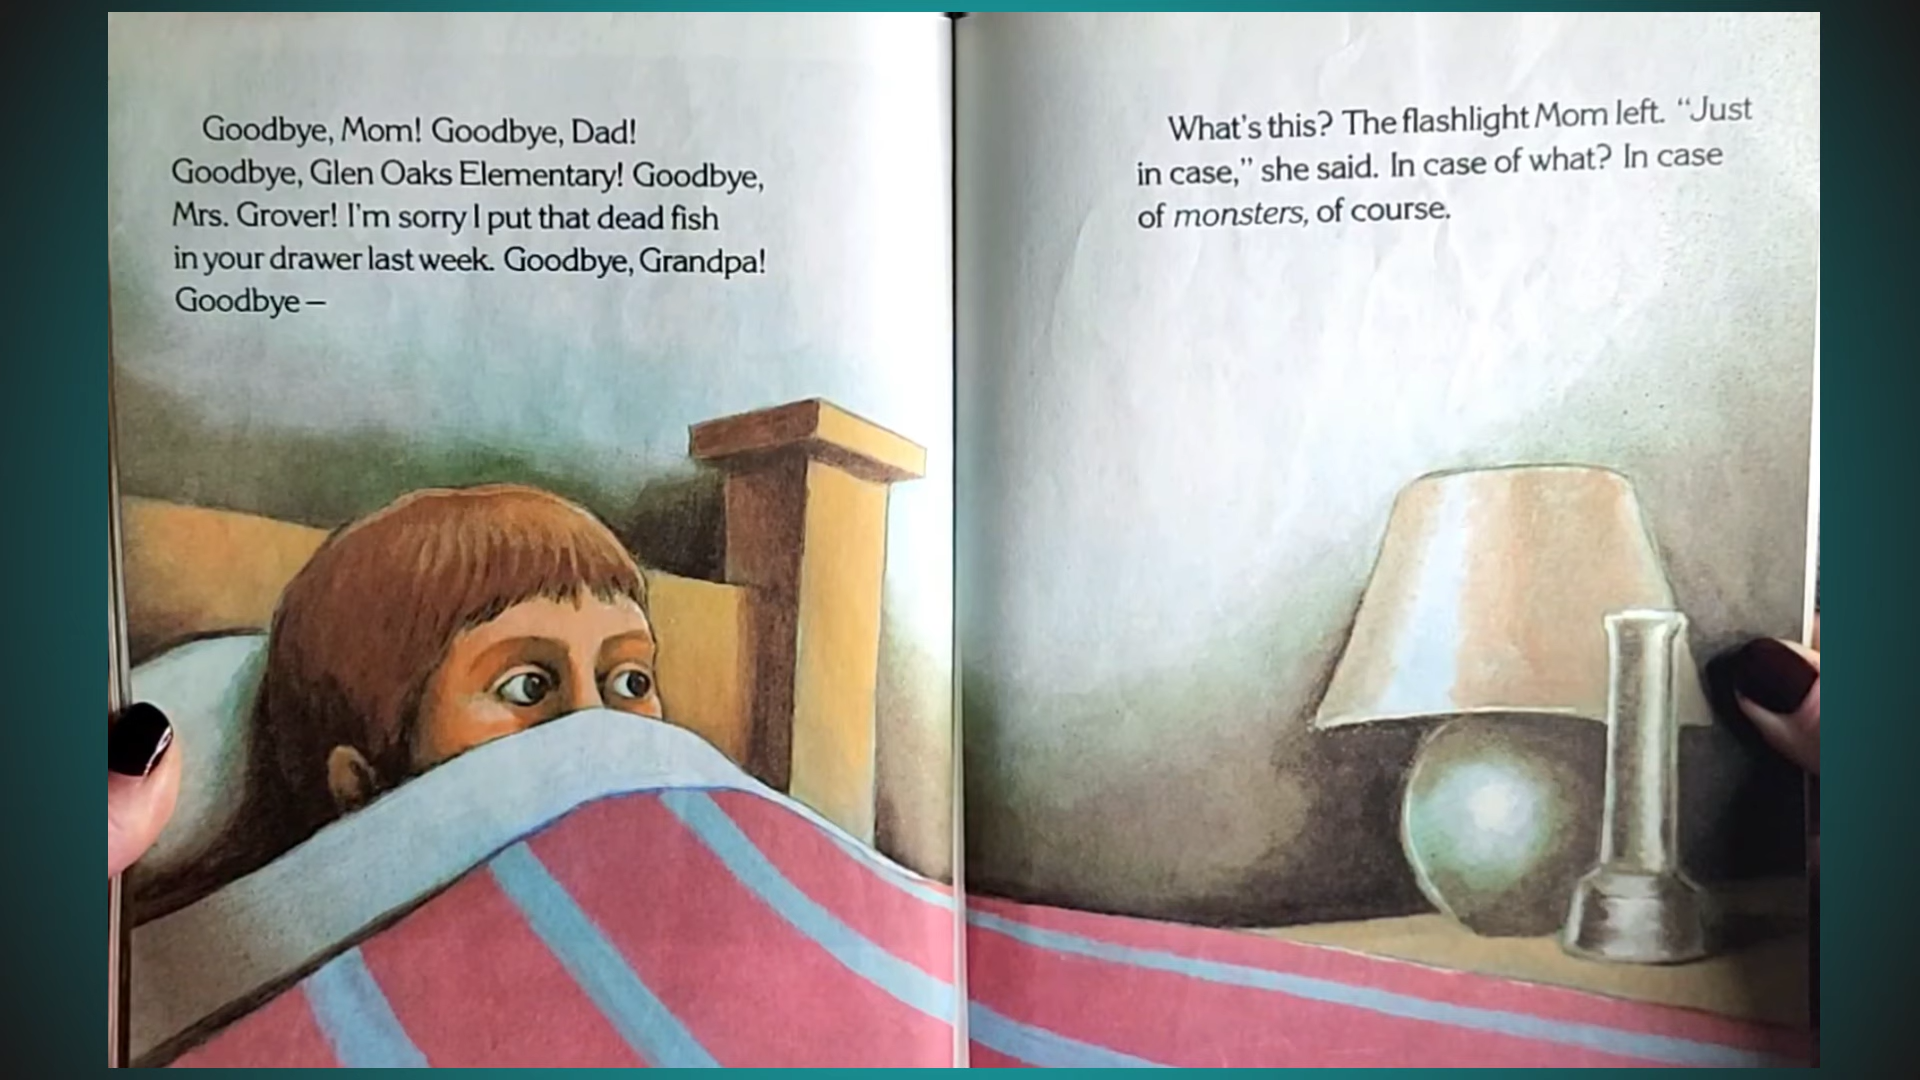 Goodbye, Mom! Goodbye, Dad!
Goodbye, Glen Oaks Elementary! Goodbye,
Mrs. Grover! I'm sorry I put that dead fish
in your drawer last week. Goodbye, Grandpa!
Goodbye —
What's this? The flashlight Mom left. “Just
in case,” she said. In case of what? In case
of monsters, of course.